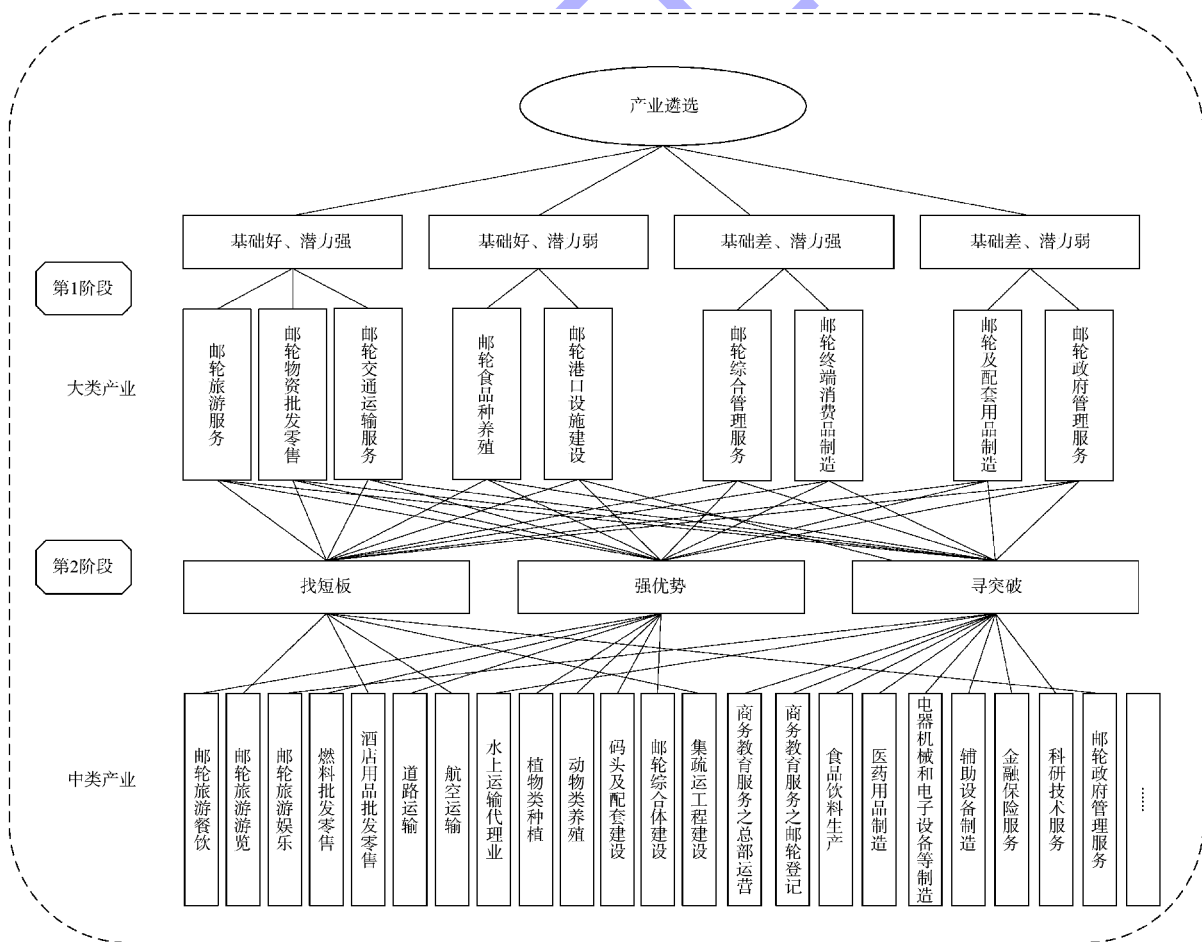 产业遴选
基础好、潜力强
基础好、潜力弱
基础差、潜力强
基础差、潜力弱
第1阶段
大类产业
邮轮旅游服务
邮轮物资批发零售
邮轮交通运输服务
邮轮食品种养殖
邮轮港口设施建设
邮轮综合管理服务
邮轮终端消费品制造
邮轮及配套用品制造
邮轮政府管理服务
第2阶段
找短板
强优势
寻突破
中类产业
邮轮旅游餐饮
邮轮旅游游览
邮轮旅游娱乐
燃料批发零售
酒店用品批发零售
道路运输
航空运输
水上运输代理业
植物类种植
动物类养殖
码头及配套建设
邮轮综合体建设
集疏运工程建设
商务教育服务之总部运营
商务教育服务之邮轮登记
食品饮料生产
医药用品制造
电器机械和电子设备等制造
辅助设备制造
金融保险服务
科研技术服务
邮轮政府管理服务
……